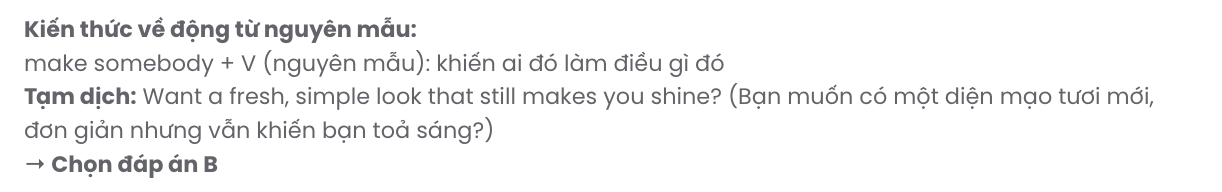 Kiến thức về động từ nguyên mẫu:
make somebody + V (nguyên mẫu): khiến ai đó làm điều gì đó
Tạm dịch: Want a fresh, simple look that still makes you shine? (Bạn muốn có một diện mạo tươi mới,
đơn giản nhưng vẫn khiến bạn toả sáng?)
→ Chọn đáp án B